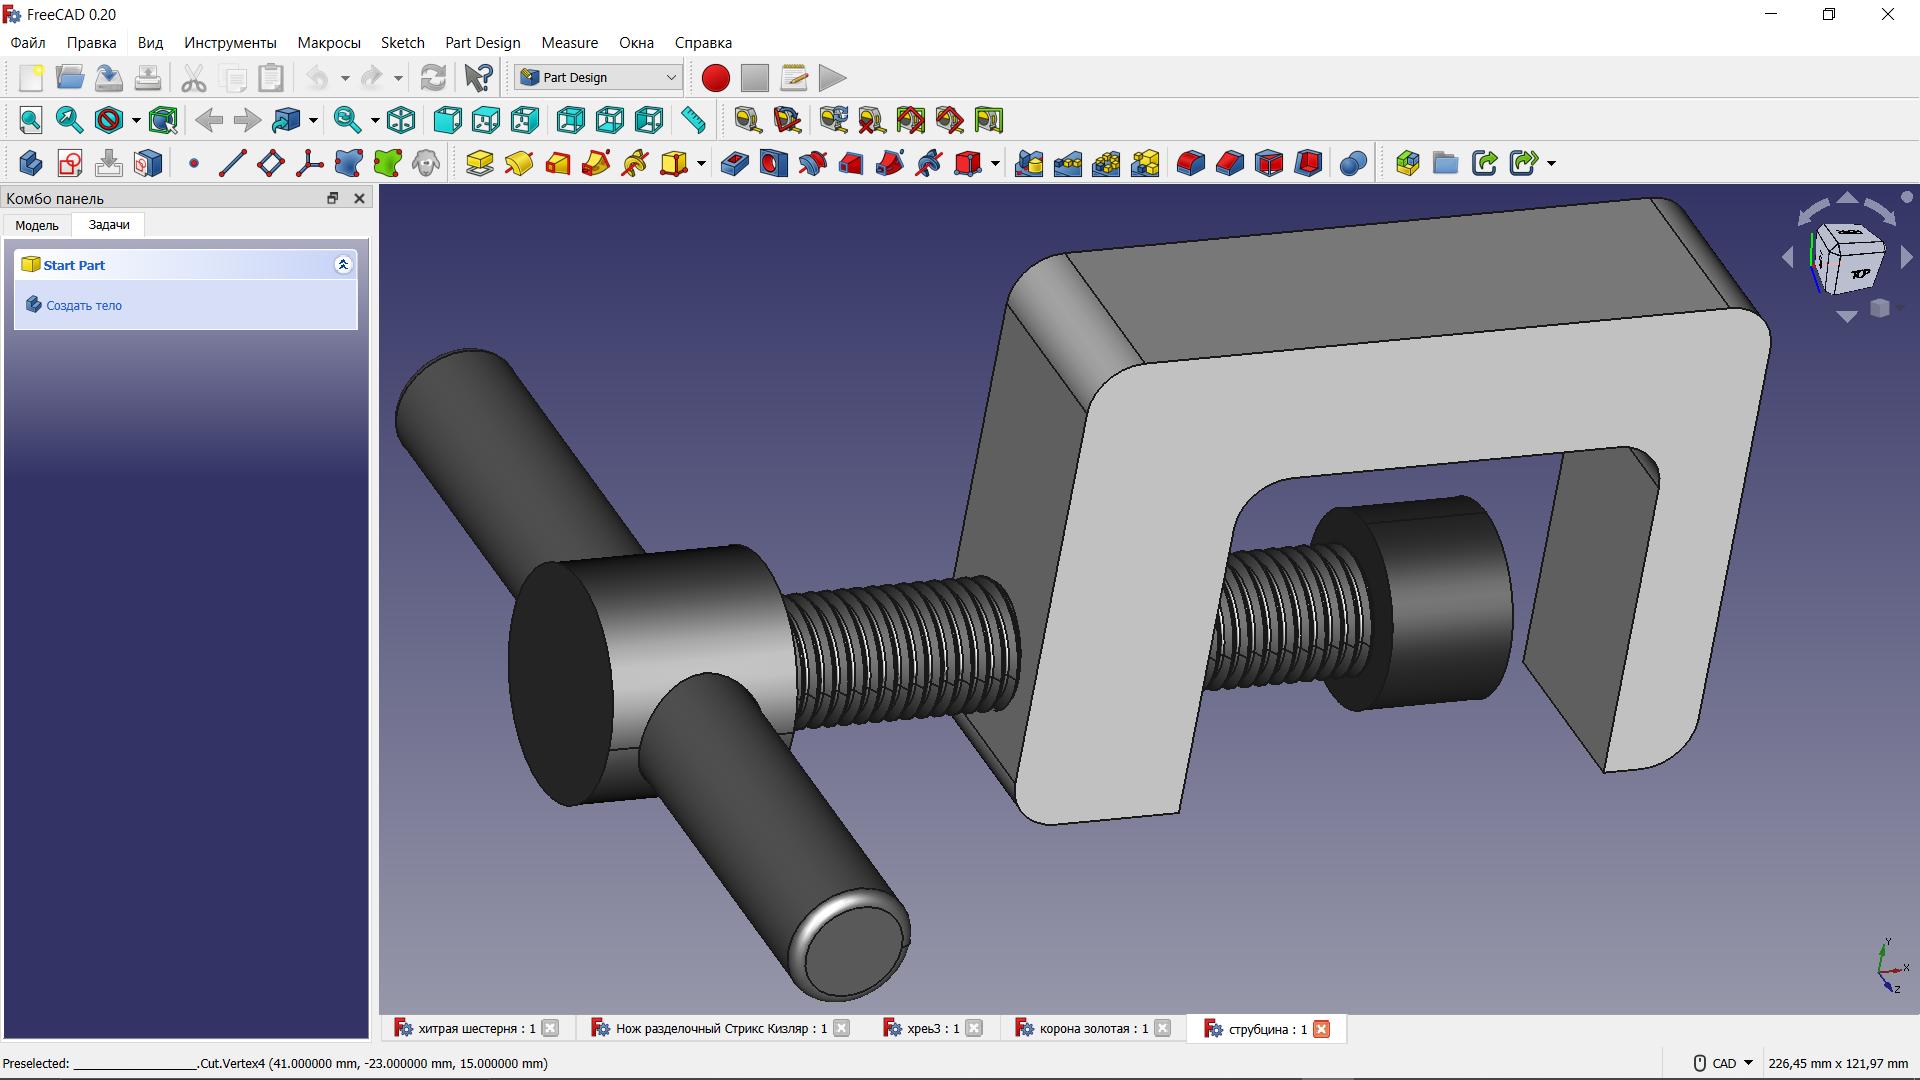 FreeCAD 0.20
Файл Правка Вид Инструменты Макросы Sketch Part Design Measure Окна Справка
Part Design
Комбо панель
Модель Задачи
Start Part
Создать тело
TOP
Y
X
Z
хитрая шестерня : 1 Нож разделочный Стрикс Кизляр : 1 хреь3 : 1 корона золотая : 1 струбцина : 1
Preselected: ___________________.Cut.Vertex4 (41.000000 mm, -23.000000 mm, 15.000000 mm) CAD 226,45 mm x 121,97 mm